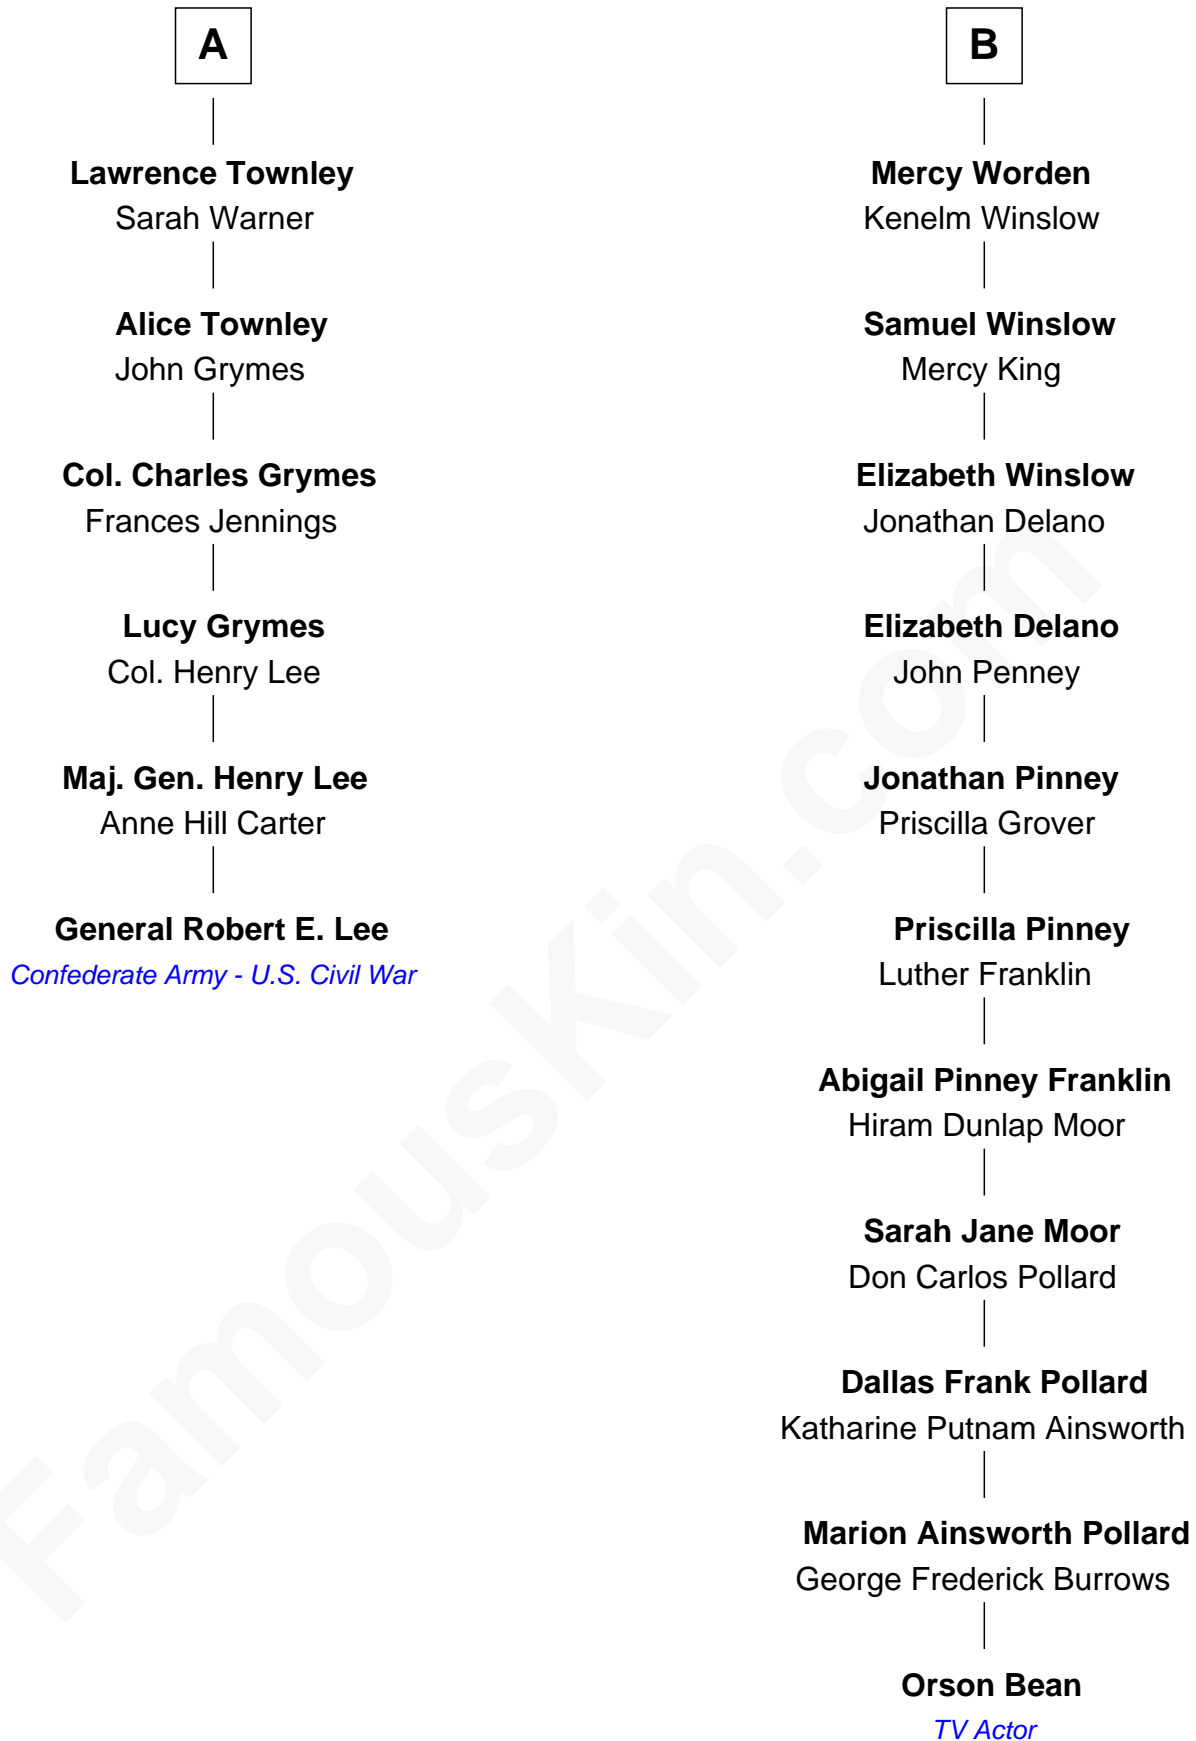 A
Lawrence Townley
Sarah Warner
Alice Townley
John Grymes
Col. Charles Grymes
Frances Jennings
Lucy Grymes
Col. Henry Lee
Maj. Gen. Henry Lee
Anne Hill Carter
General Robert E. Lee
Confederate Army - U.S. Civil War
B
Mercy Worden
Kenelm Winslow
Samuel Winslow
Mercy King
Elizabeth Winslow
Jonathan Delano
Elizabeth Delano
John Penney
Jonathan Pinney
Priscilla Grover
Priscilla Pinney
Luther Franklin
Abigail Pinney Franklin
Hiram Dunlap Moor
Sarah Jane Moor
Don Carlos Pollard
Dallas Frank Pollard
Katharine Putnam Ainsworth
Marion Ainsworth Pollard
George Frederick Burrows
Orson Bean
TV Actor
FamousKin.com